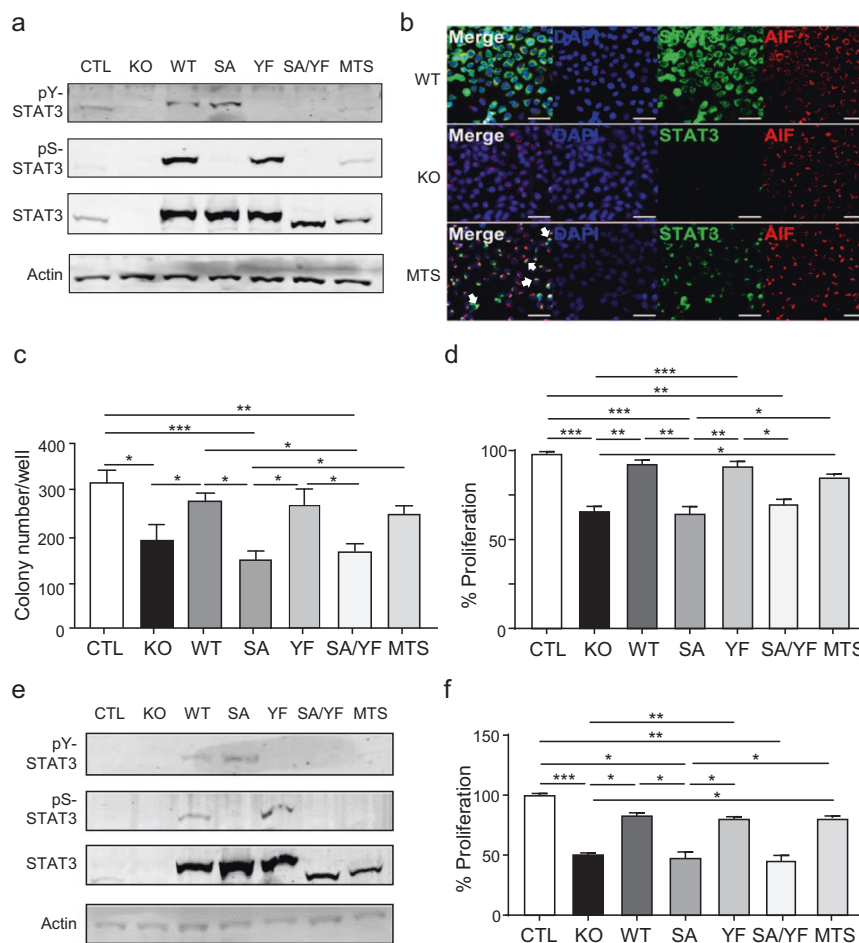 a
CTL KO WT SA YF SA/YF MTS
pY-
STAT3
pS-
STAT3
STAT3
Actin
b
Merge DAPI STAT3 AIF
WT
Merge DAPI STAT3 AIF
KO
Merge DAPI STAT3 AIF
MTS
c
**
***
*
* *
* * * *
Colony number/well
400
300
200
100
0
CTL KO WT SA YF SA/YF MTS
d
***
**
*** *
*** ** ** ** *
*
% Proliferation
100
50
0
CTL KO WT SA YF SA/YF MTS
e
CTL KO WT SA YF SA/YF MTS
pY-
STAT3
pS-
STAT3
STAT3
Actin
f
**
**
* *
*** * * *
*
% Proliferation
150
100
50
0
CTL KO WT SA YF SA/YF MTS